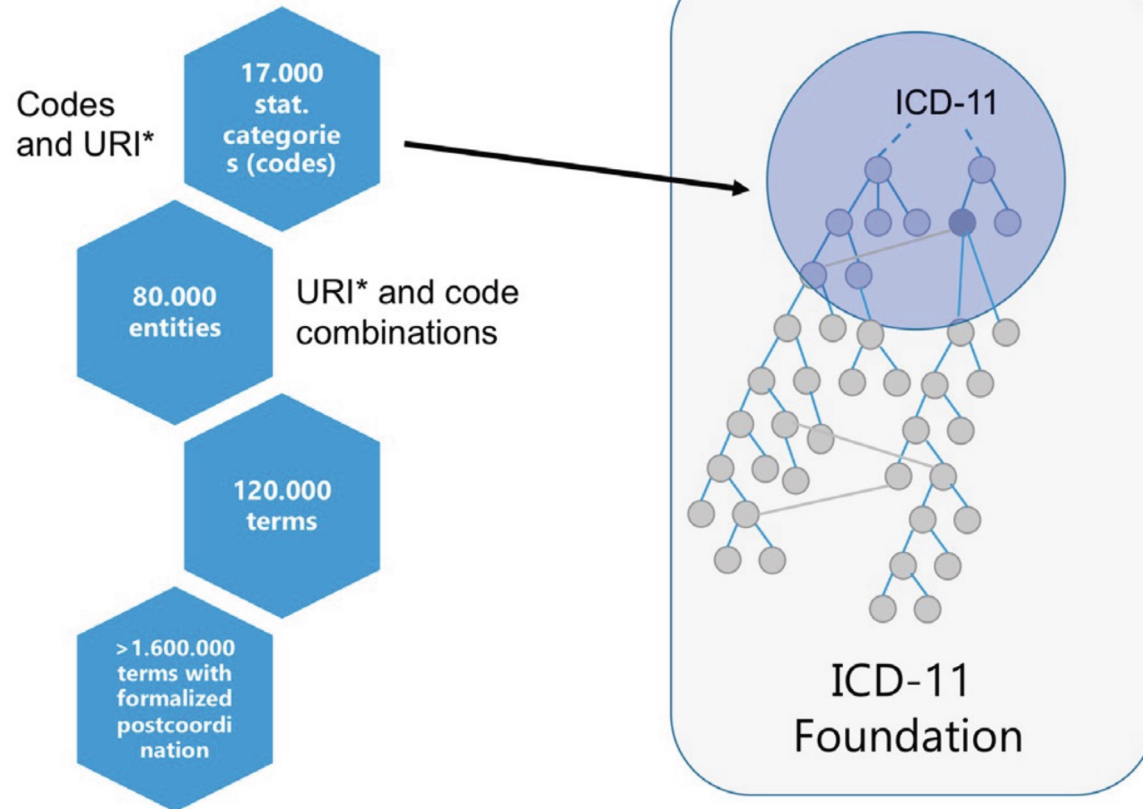 Codes
and URI*
17.000
stat.
categorie
s (codes)
80.000
entities
URI* and code
combinations
120.000
terms
>1.600.000
terms with
formalized
postcoordi
nation
ICD-11
ICD-11
Foundation